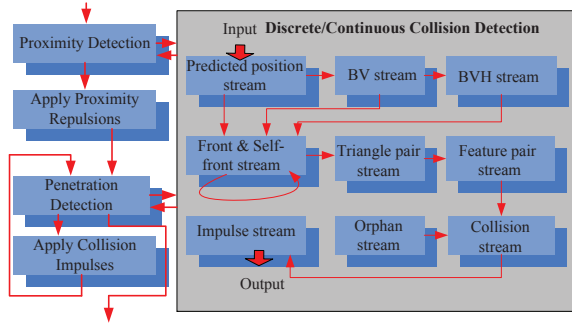 Input
Discrete/Continuous Collision Detection
Proximity Detection
Apply Proximity
Repulsions
Penetration
Detection
Apply Collision
Impulses
Predicted position
stream
BV stream
BVH stream
Front & Self-
front stream
Triangle pair
stream
Feature pair
stream
Impulse stream
Orphan
stream
Collision
stream
Output